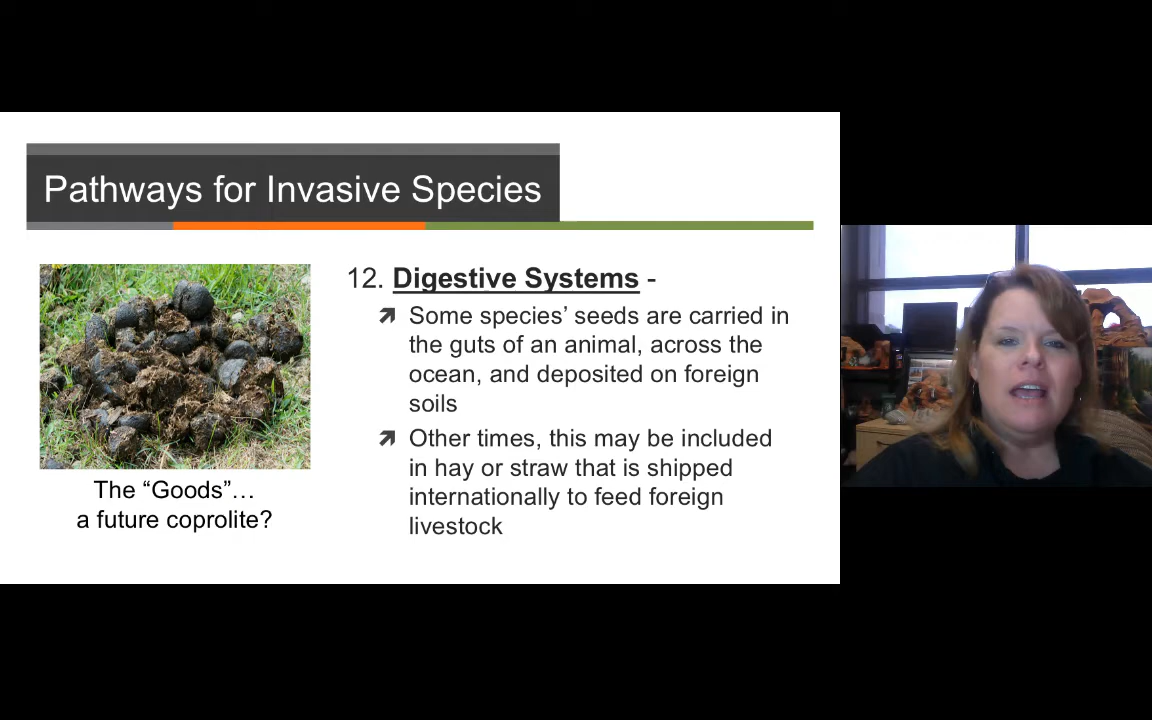 Pathways for Invasive Species
12. Digestive Systems -
Some species’ seeds are carried in
the guts of an animal, across the
ocean, and deposited on foreign
soils
Other times, this may be included
in hay or straw that is shipped
internationally to feed foreign
livestock
The “Goods”…
a future coprolite?